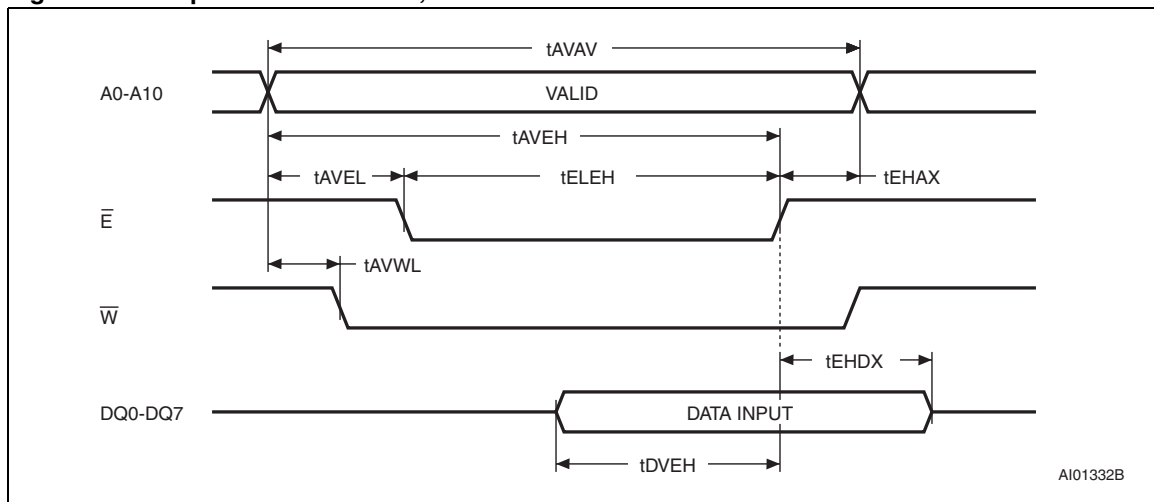 tAVAV
A0-A10
VALID
tAVEH
tAVEL
tELEH
tEHAX
E̅
tAVWL
W̅
tEHDX
DQ0-DQ7
DATA INPUT
tDVEH
AI01332B